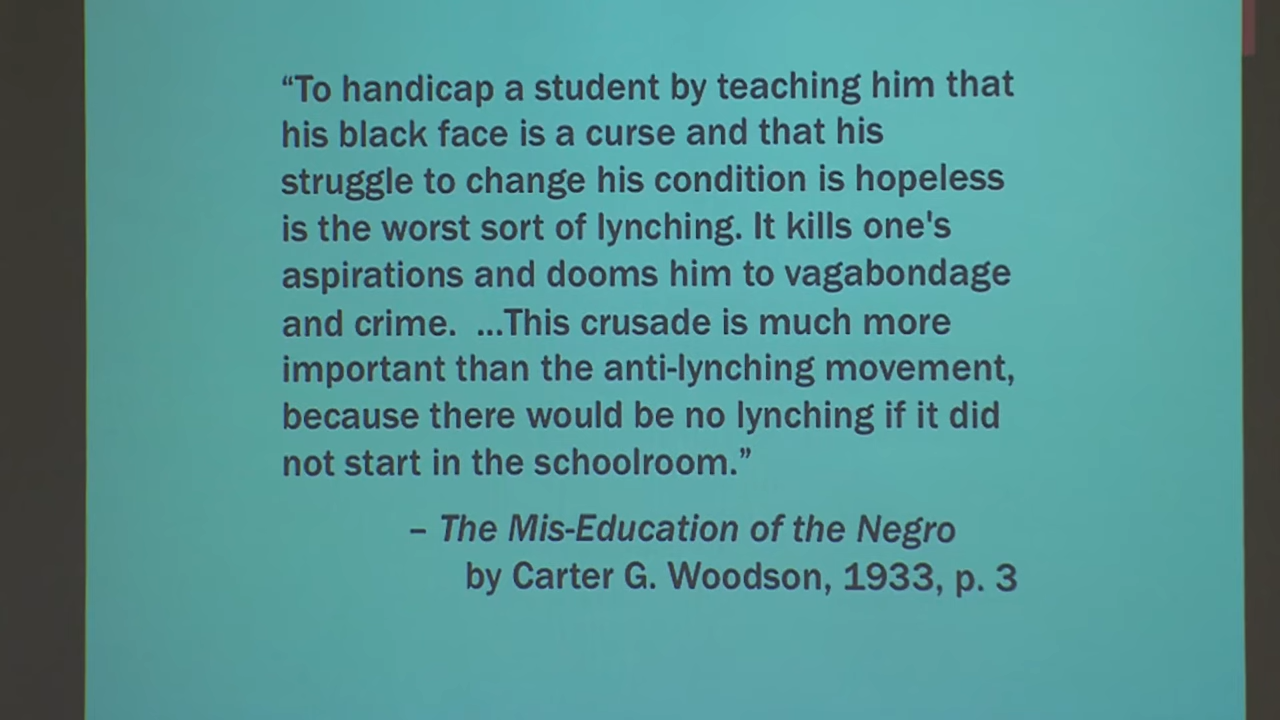 “To handicap a student by teaching him that
his black face is a curse and that his
struggle to change his condition is hopeless
is the worst sort of lynching. It kills one's
aspirations and dooms him to vagabondage
and crime.  ...This crusade is much more
important than the anti-lynching movement,
because there would be no lynching if it did
not start in the schoolroom.”
– The Mis-Education of the Negro
by Carter G. Woodson, 1933, p. 3